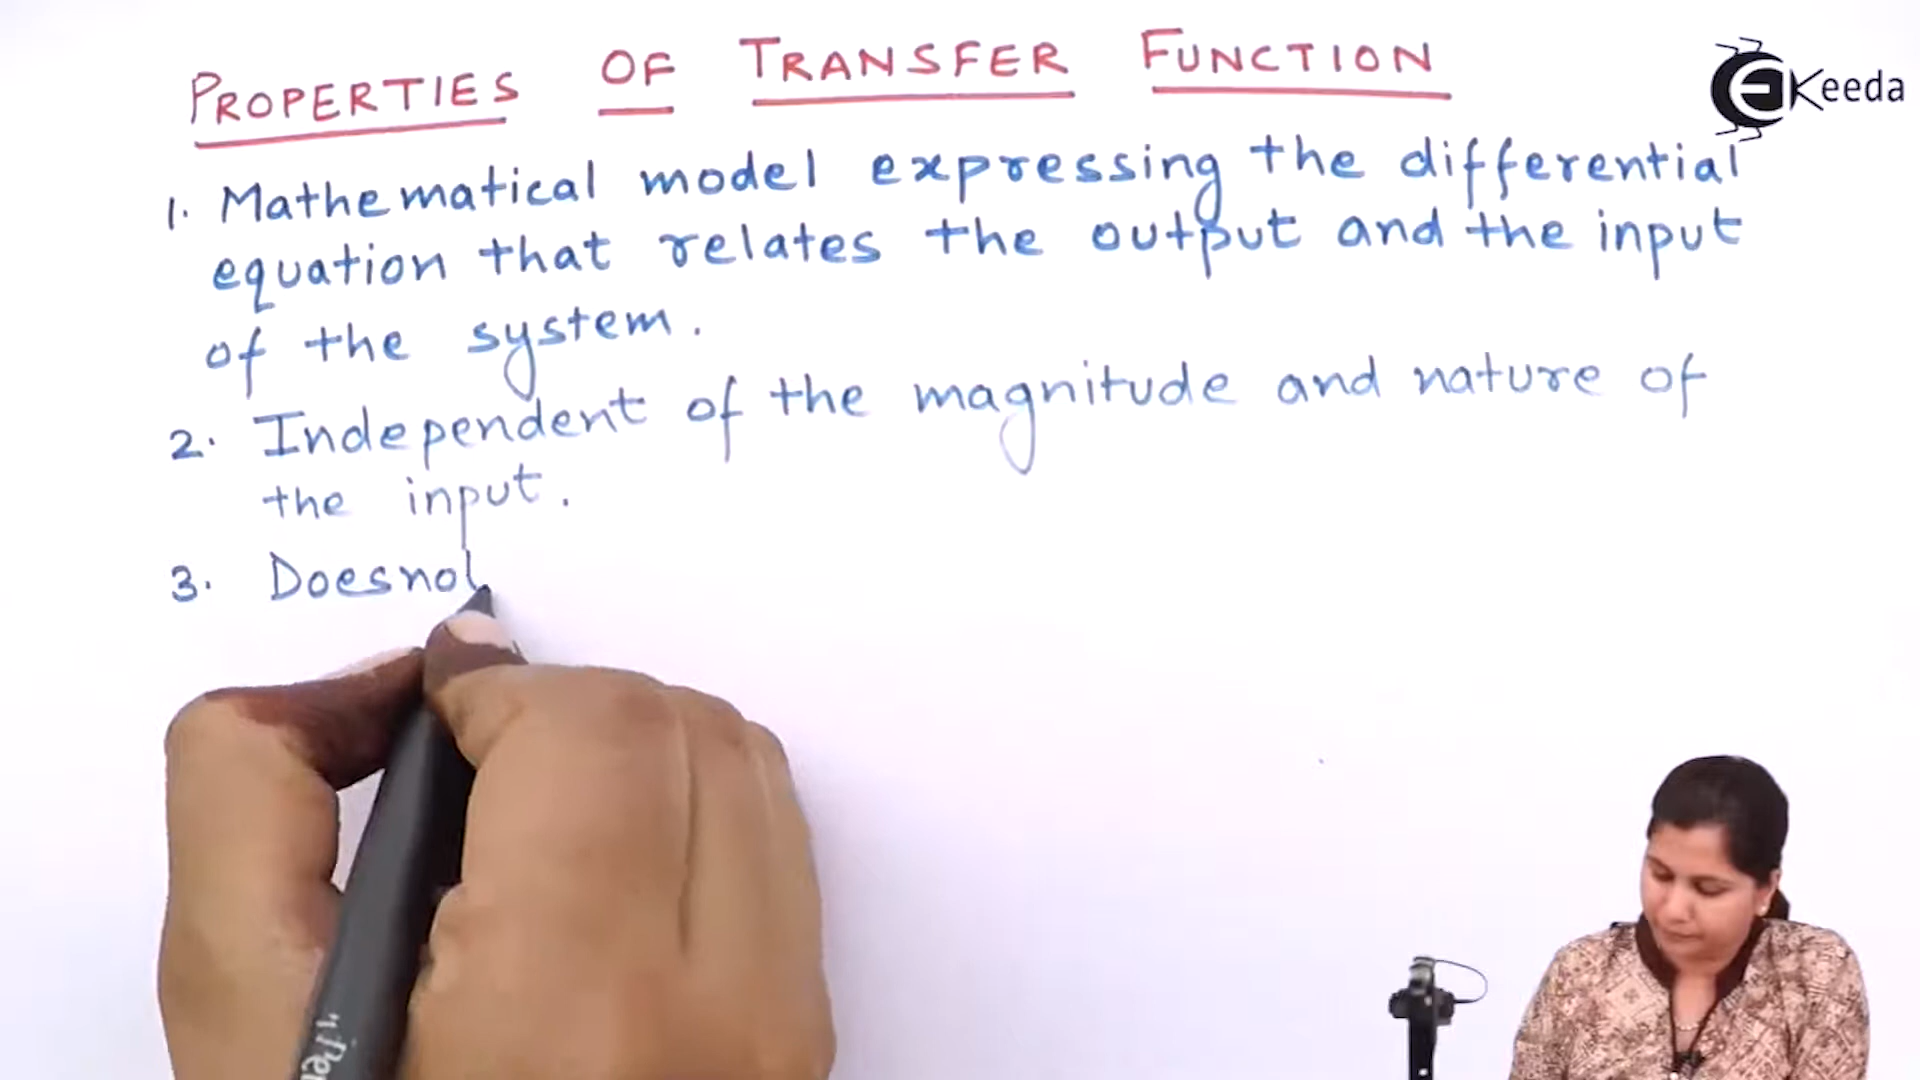 PROPERTIES OF TRANSFER FUNCTION
EKeeda
1. Mathematical model expressing the differential
equation that relates the output and the input
of the system.
2. Independent of the magnitude and nature of
the input.
3. Doesnot